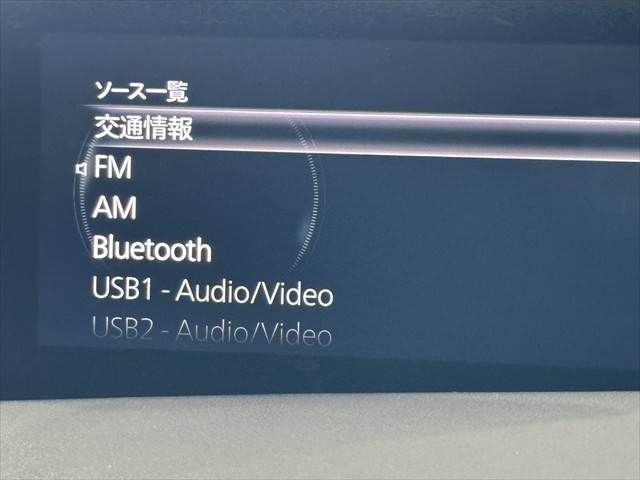 ソース一覧
交通情報
FM
AM
Bluetooth
USB1 - Audio/Video
USB2 - Audio/Video